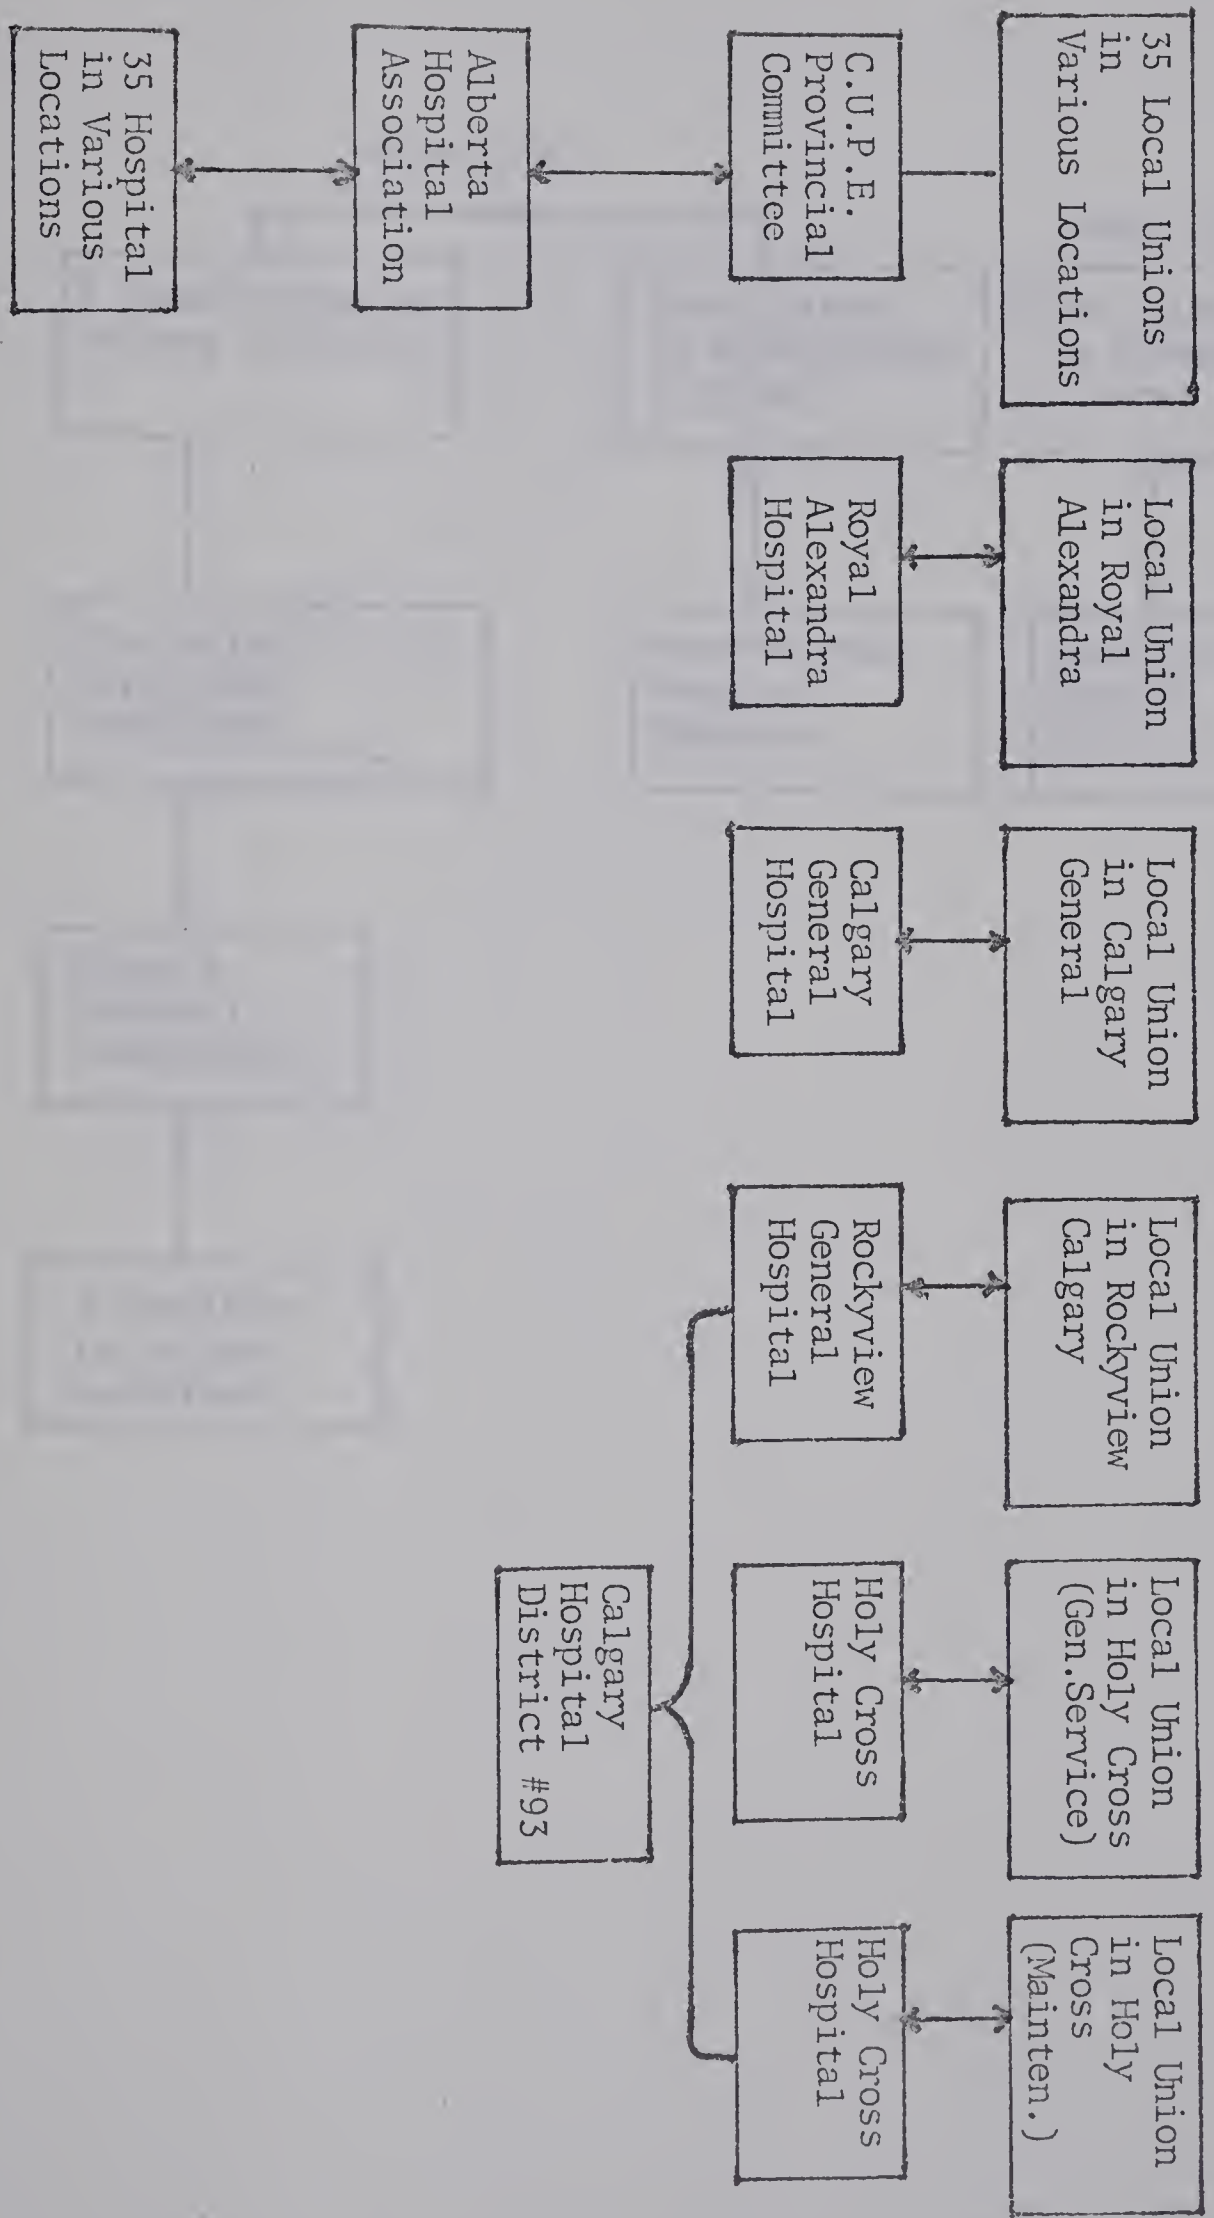 35 Local Unions
in
Various Locations
Local Union
in Royal
Alexandra
Local Union
in Calgary
General
Local Union
in Rockyview
Calgary
Local Union
in Holy Cross
(Gen.Service)
Local Union
in Holy
Cross
(Mainten.)
C.U.P.E.
Provincial
Committee
Royal
Alexandra
Hospital
Calgary
General
Hospital
Rockyview
General
Hospital
Holy Cross
Hospital
Holy Cross
Hospital
Alberta
Hospital
Association
Calgary
Hospital
District #93
35 Hospital
in Various
Locations